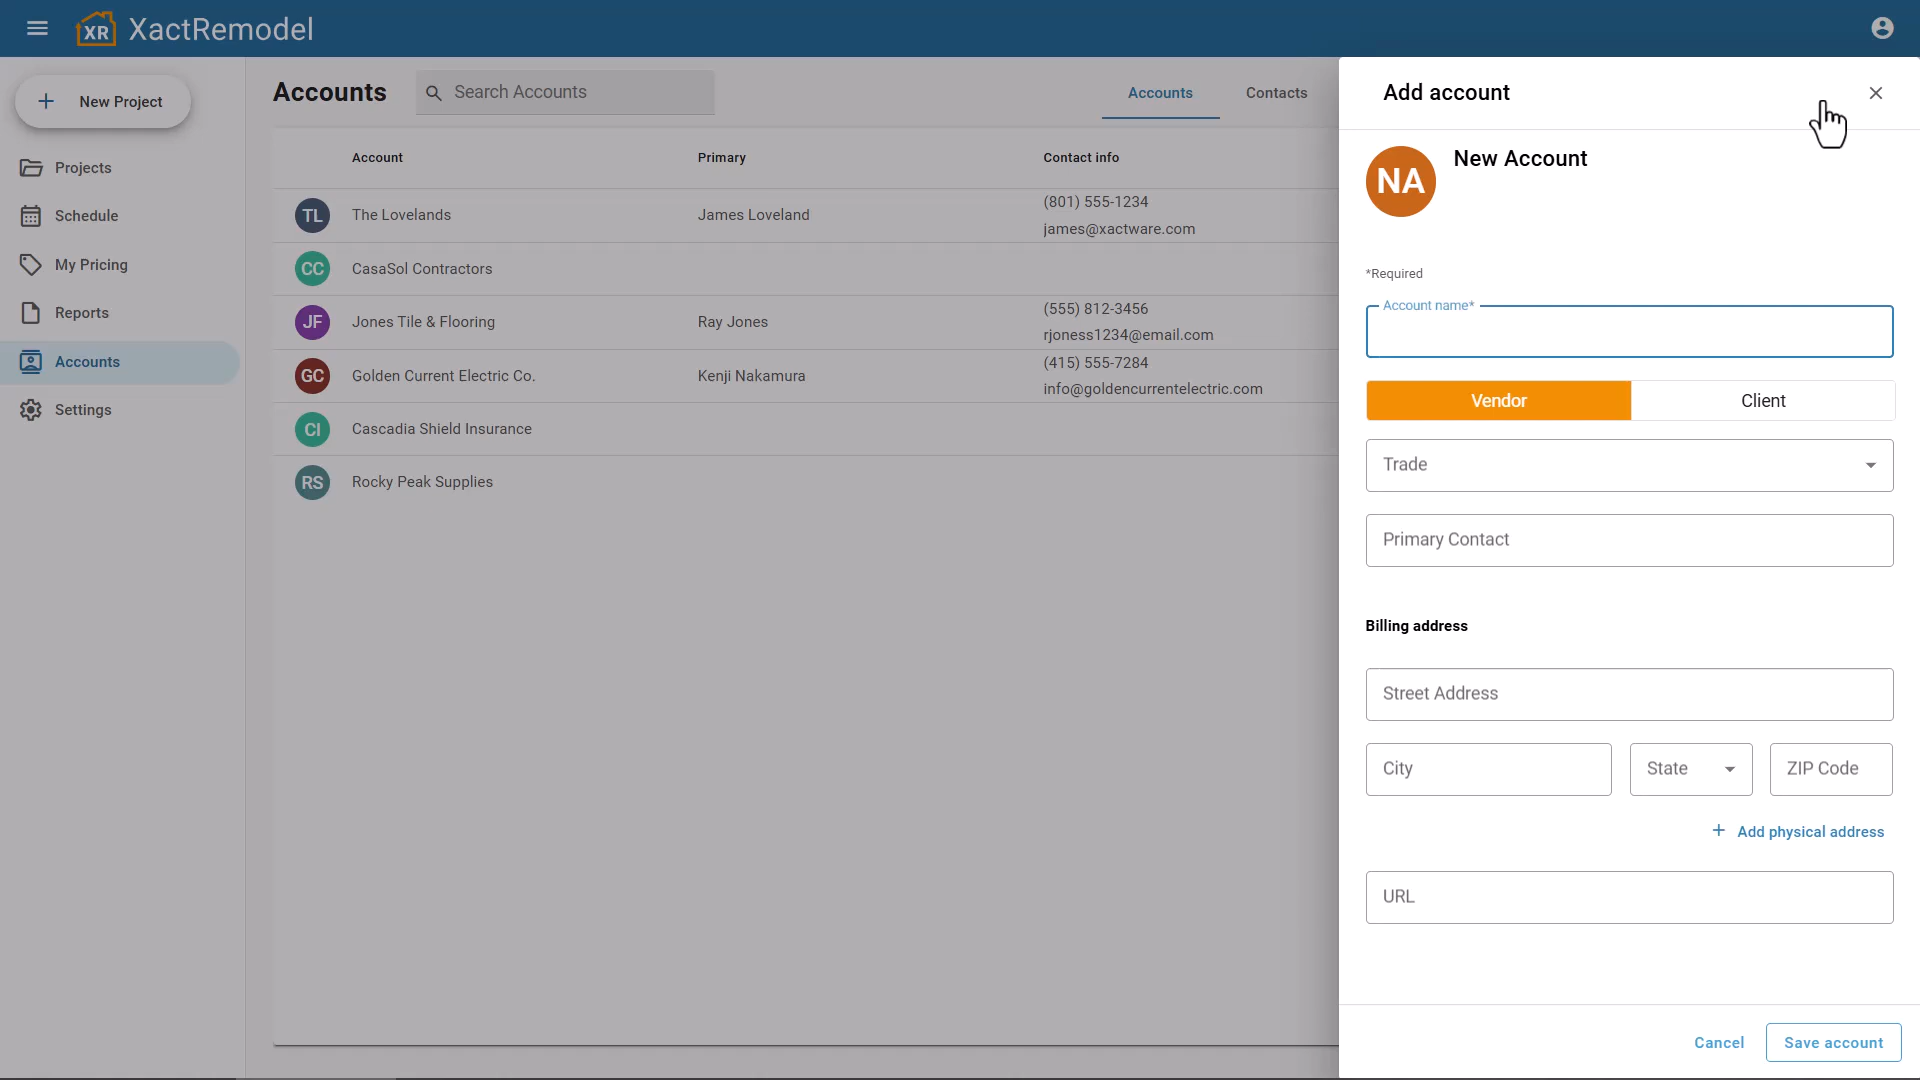 XR XactRemodel
New Project
Projects
Schedule
My Pricing
Reports
Accounts
Settings
Accounts
Search Accounts
Accounts Contacts
Account Primary Contact info
TL The Lovelands James Loveland (801) 555-1234
james@xactware.com
CC CasaSol Contractors
JF Jones Tile & Flooring Ray Jones (555) 812-3456
rjoness1234@email.com
GC Golden Current Electric Co. Kenji Nakamura (415) 555-7284
info@goldencurrentelectric.com
CI Cascadia Shield Insurance
RS Rocky Peak Supplies
Add account
NA New Account
*Required
Account name*
Vendor Client
Trade
Primary Contact
Billing address
Street Address
City State ZIP Code
Add physical address
URL
Cancel Save account